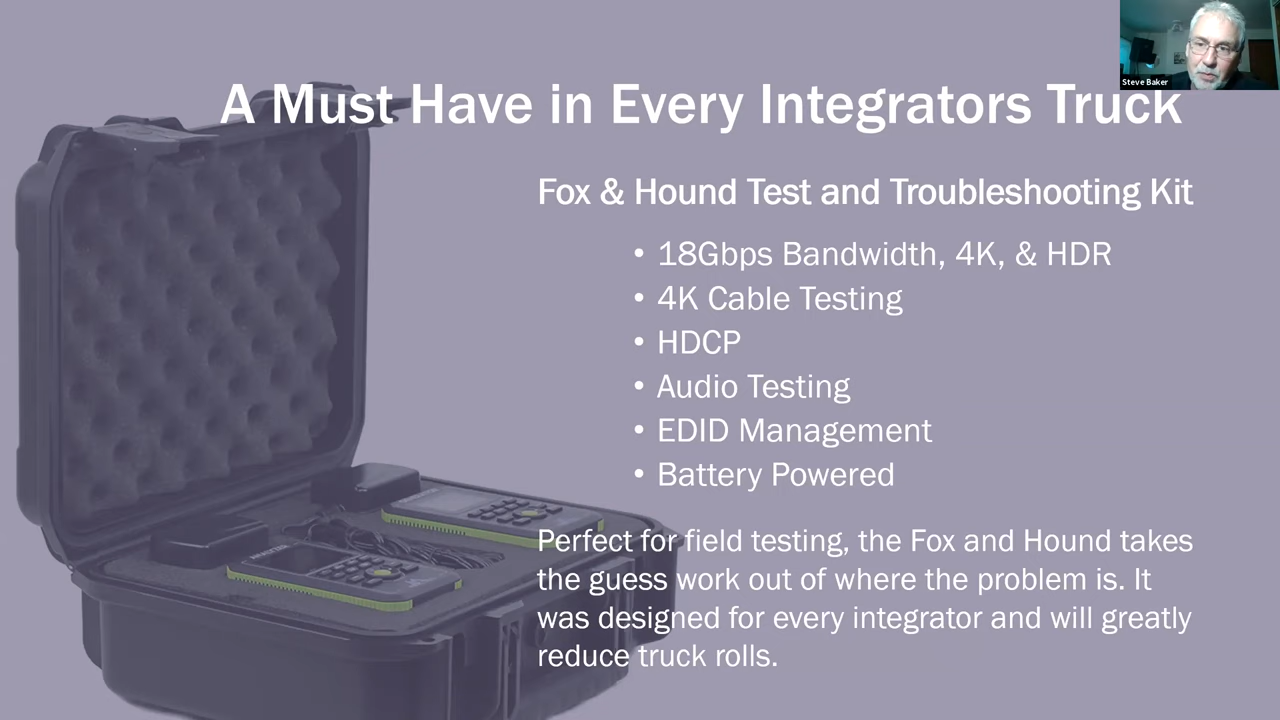 Steve Baker
A Must Have in Every Integrators Truck
Fox & Hound Test and Troubleshooting Kit
• 18Gbps Bandwidth, 4K, & HDR
• 4K Cable Testing
• HDCP
• Audio Testing
• EDID Management
• Battery Powered
Perfect for field testing, the Fox and Hound takes
the guess work out of where the problem is. It
was designed for every integrator and will greatly
reduce truck rolls.